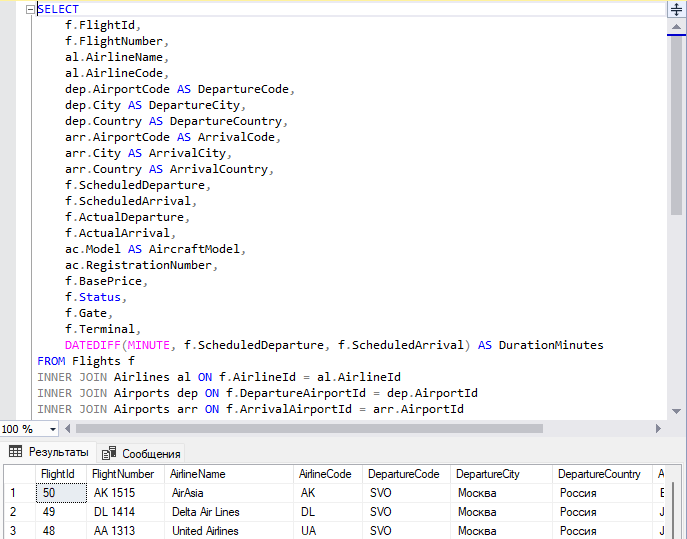 SELECT
f.FlightId,
f.FlightNumber,
al.AirlineName,
al.AirlineCode,
dep.AirportCode AS DepartureCode,
dep.City AS DepartureCity,
dep.Country AS DepartureCountry,
arr.AirportCode AS ArrivalCode,
arr.City AS ArrivalCity,
arr.Country AS ArrivalCountry,
f.ScheduledDeparture,
f.ScheduledArrival,
f.ActualDeparture,
f.ActualArrival,
ac.Model AS AircraftModel,
ac.RegistrationNumber,
f.BasePrice,
f.Status,
f.Gate,
f.Terminal,
DATEDIFF(MINUTE, f.ScheduledDeparture, f.ScheduledArrival) AS DurationMinutes
FROM Flights f
INNER JOIN Airlines al ON f.AirlineId = al.AirlineId
INNER JOIN Airports dep ON f.DepartureAirportId = dep.AirportId
INNER JOIN Airports arr ON f.ArrivalAirportId = arr.AirportId
100 %
Результаты Сообщения
FlightId FlightNumber AirlineName AirlineCode DepartureCode DepartureCity DepartureCountry A
1 50 AK 1515 AirAsia AK SVO Москва Россия
2 49 DL 1414 Delta Air Lines DL SVO Москва Россия J
3 48 AA 1313 United Airlines UA SVO Москва Россия J